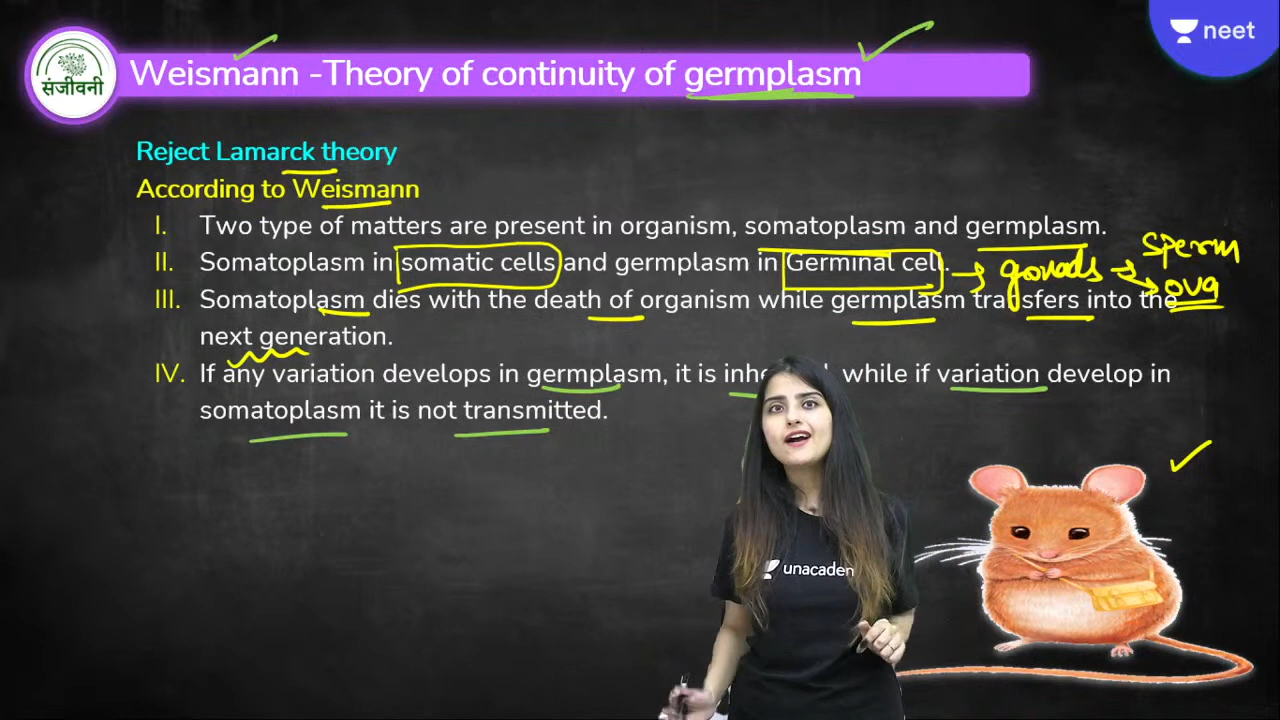 neet
संजीवनी
Weismann -Theory of continuity of germplasm
Reject Lamarck theory
According to Weismann
I. Two type of matters are present in organism, somatoplasm and germplasm.
II. Somatoplasm in somatic cells and germplasm in Germinal cell. → gonads → sperm
→ ova
III. Somatoplasm dies with the death of organism while germplasm transfers into the
next generation.
IV. If any variation develops in germplasm, it is while if variation develop in
somatoplasm it is not transmitted.
unacaden